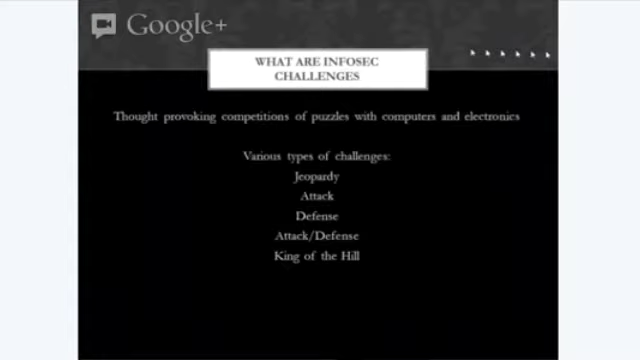 Google+
WHAT ARE INFOSEC
CHALLENGES
Thought provoking competitions of puzzles with computers and electronics
Various types of challenges:
Jeopardy
Attack
Defense
Attack/Defense
King of the Hill